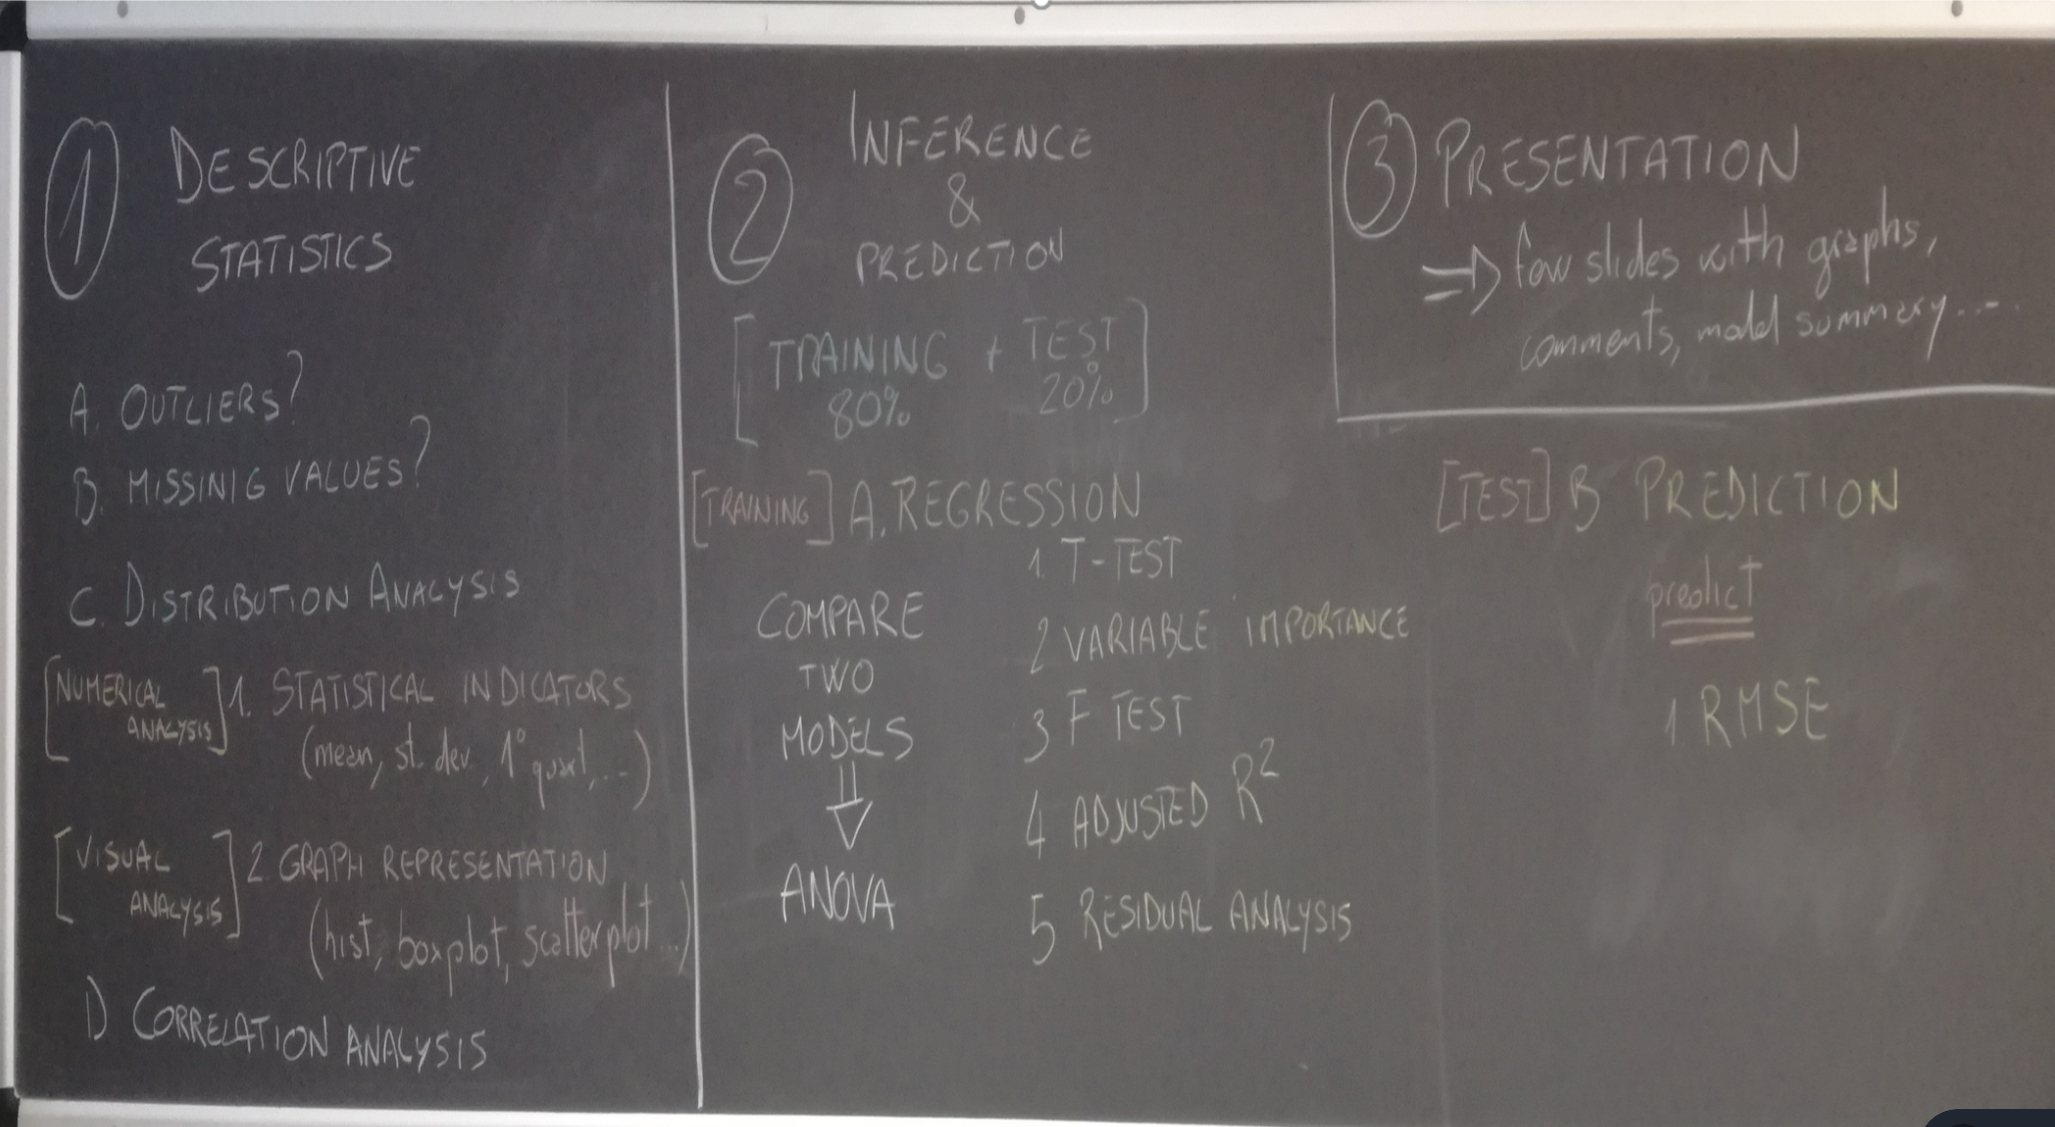 1 DESCRIPTIVE
STATISTICS
A. OUTLIERS?
B. MISSINIG VALUES?
C. DISTRIBUTION ANALYSIS
[NUMERICAL ANALYSIS] 1. STATISTICAL INDICATORS
(mean, st. dev., 1° quart, ...)
[VISUAL ANALYSIS] 2 GRAPH REPRESENTATION
(hist, boxplot, scatterplot...)
D CORRELATION ANALYSIS
2 INFERENCE
&
PREDICTION
[TRAINING + TEST
80% 20%]
[TRAINING] A. REGRESSION
1. T-TEST
2 VARIABLE IMPORTANCE
3 F TEST
4 ADJUSTED R²
5 RESIDUAL ANALYSIS
COMPARE
TWO
MODELS
⇓
ANOVA
[TEST] B PREDICTION
predict
1. RMSE
3 PRESENTATION
⇒ few slides with graphs,
comments, model summary....